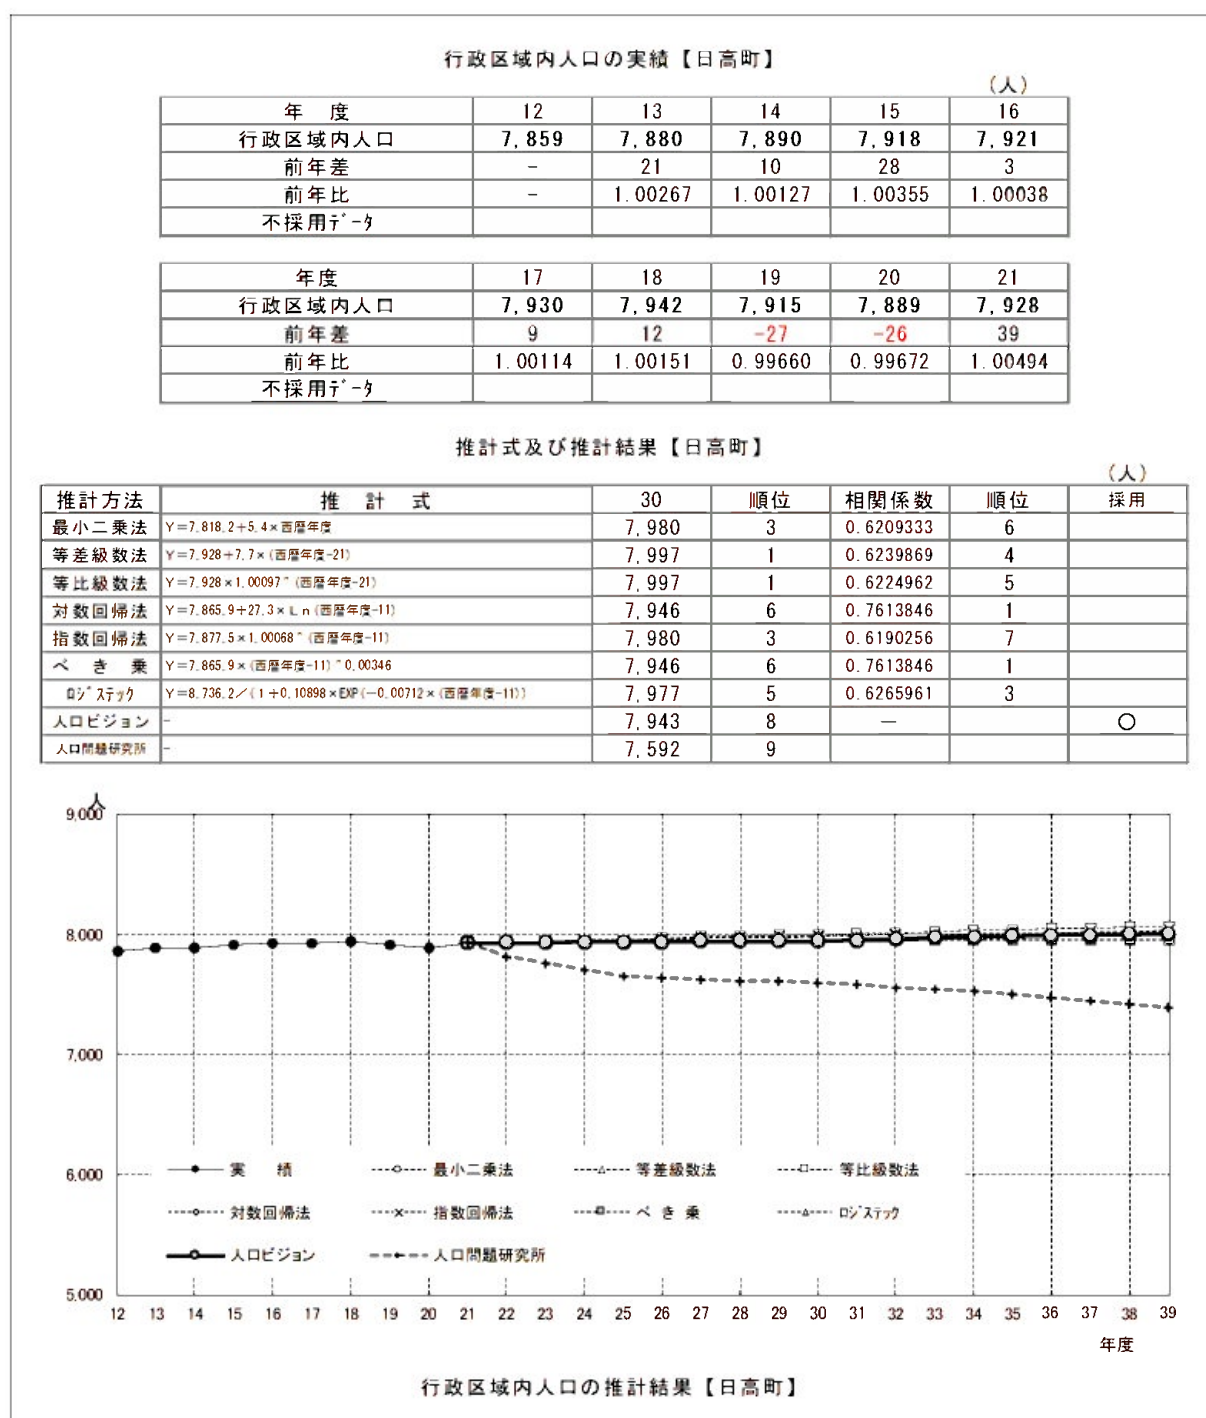 行政区域内人口の実績【日高町】
(人)
年 度 12 13 14 15 16
行政区域内人口 7,859 7,880 7,890 7,918 7,921
前年差 - 21 10 28 3
前年比 - 1.00267 1.00127 1.00355 1.00038
不採用ﾃﾞｰﾀ
年度 17 18 19 20 21
行政区域内人口 7,930 7,942 7,915 7,889 7,928
前年差 9 12 -27 -26 39
前年比 1.00114 1.00151 0.99660 0.99672 1.00494
不採用ﾃﾞｰﾀ
推計式及び推計結果【日高町】
(人)
推計方法 推 計 式 30 順位 相関係数 順位 採用
最小二乗法 Y=7,818.2+5.4×西暦年度 7,980 3 0.6209333 6
等差級数法 Y=7,928+7.7×(西暦年度-21) 7,997 1 0.6239869 4
等比級数法 Y=7,928×1.00097^(西暦年度-21) 7,997 1 0.6224962 5
対数回帰法 Y=7,865.9+27.3×Ln(西暦年度-11) 7,946 6 0.7613846 1
指数回帰法 Y=7,877.5×1.00068^(西暦年度-11) 7,980 3 0.6190256 7
べ き 乗 Y=7,865.9×(西暦年度-11)^0.00346 7,946 6 0.7613846 1
ﾛｼﾞｽﾃｯｸ Y=8,736.2/(1+0.10898×EXP(-0.00712×(西暦年度-11)) 7,977 5 0.6265961 3
人口ビジョン - 7,943 8 — ○
人口問題研究所 - 7,592 9
人
9,000
8,000
7,000
6,000
5,000
実 績 最小二乗法 等差級数法 等比級数法
対数回帰法 指数回帰法 べ き 乗 ﾛｼﾞｽﾃｯｸ
人口ビジョン 人口問題研究所
12 13 14 15 16 17 18 19 20 21 22 23 24 25 26 27 28 29 30 31 32 33 34 35 36 37 38 39
年度
行政区域内人口の推計結果【日高町】